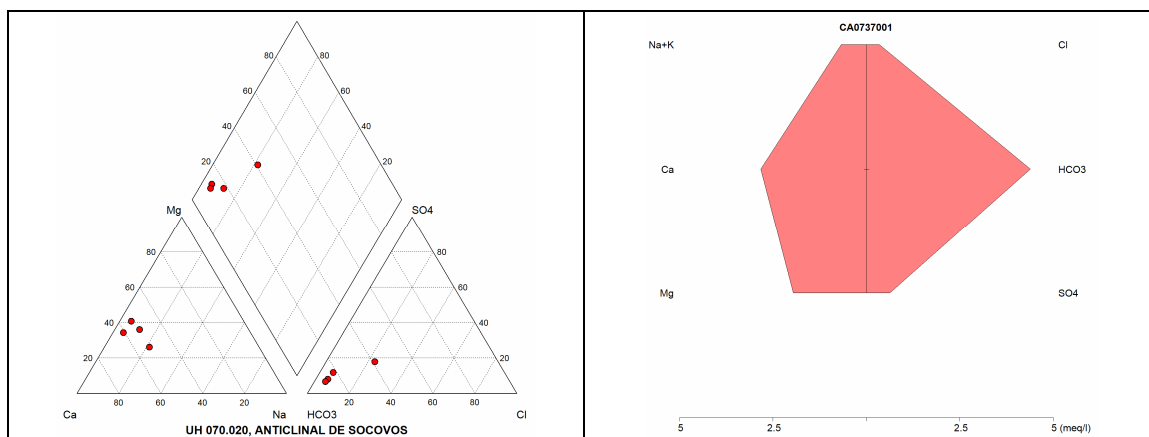 80 80
60 60
40 40
20 20
Mg SO4
80 80
60 60
40 40
20 20
Ca 80 60 40 20 Na HCO3 20 40 60 80 Cl
UH 070.020, ANTICLINAL DE SOCOVOS
CA0737001
Na+K Cl
Ca HCO3
Mg SO4
5 2.5 2.5 5 (meq/l)